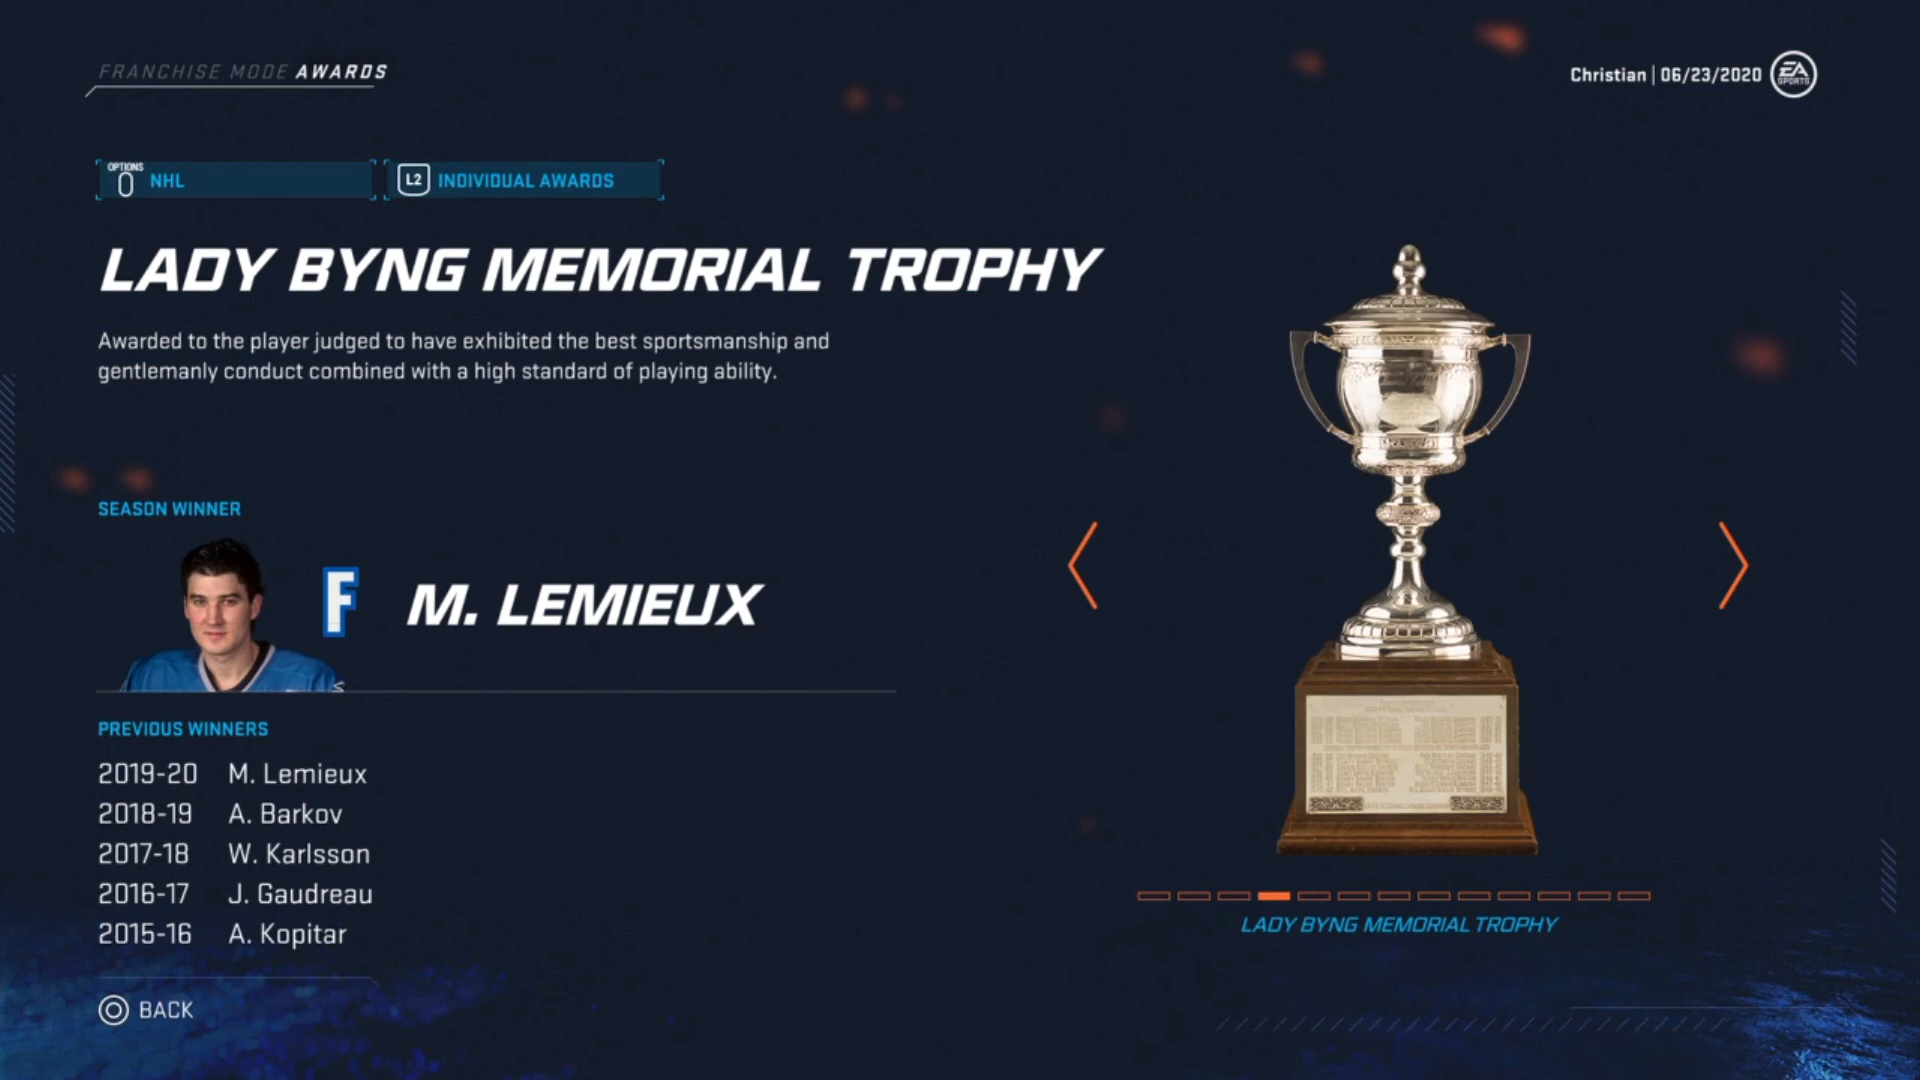 FRANCHISE MODE AWARDS
Christian | 06/23/2020
EA SPORTS
OPTIONS NHL
L2 INDIVIDUAL AWARDS
LADY BYNG MEMORIAL TROPHY
Awarded to the player judged to have exhibited the best sportsmanship and
gentlemanly conduct combined with a high standard of playing ability.
SEASON WINNER
F M. LEMIEUX
PREVIOUS WINNERS
2019-20 M. Lemieux
2018-19 A. Barkov
2017-18 W. Karlsson
2016-17 J. Gaudreau
2015-16 A. Kopitar
LADY BYNG MEMORIAL TROPHY
BACK